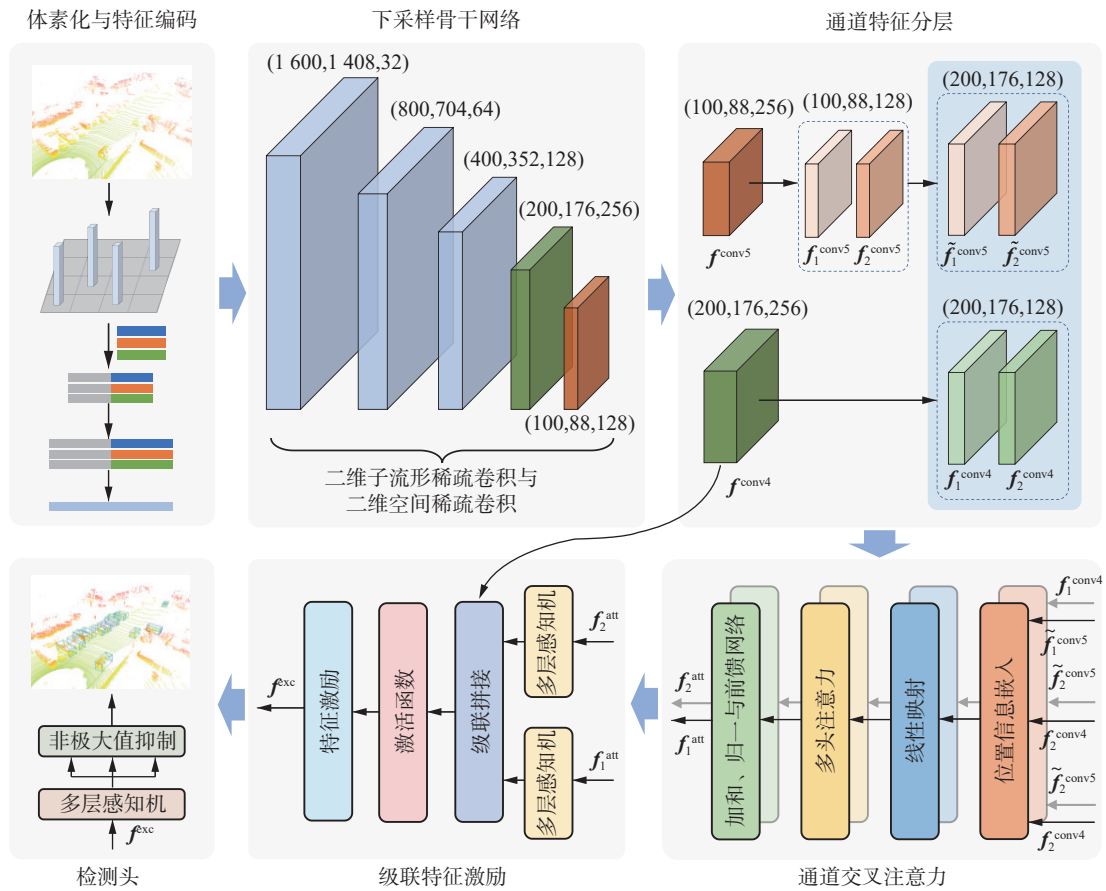 体素化与特征编码
下采样骨干网络
(1 600,1 408,32)
(800,704,64)
(400,352,128)
(200,176,256)
(100,88,128)
二维子流形稀疏卷积与
二维空间稀疏卷积
通道特征分层
(100,88,256)
(100,88,128)
(200,176,128)
f^conv5
f_1^conv5
f_2^conv5
f̃_1^conv5
f̃_2^conv5
(200,176,256)
(200,176,128)
f^conv4
f_1^conv4
f_2^conv4
非极大值抑制
多层感知机
f^exc
检测头
f^exc
特征激励
激活函数
级联拼接
多层感知机
f_2^att
多层感知机
f_1^att
级联特征激励
f_2^att
f_1^att
加和、归一与前馈网络
多头注意力
线性映射
位置信息嵌入
f_1^conv4
f̃_1^conv5
f̃_2^conv5
f_2^conv4
f̃_2^conv5
f_2^conv4
通道交叉注意力